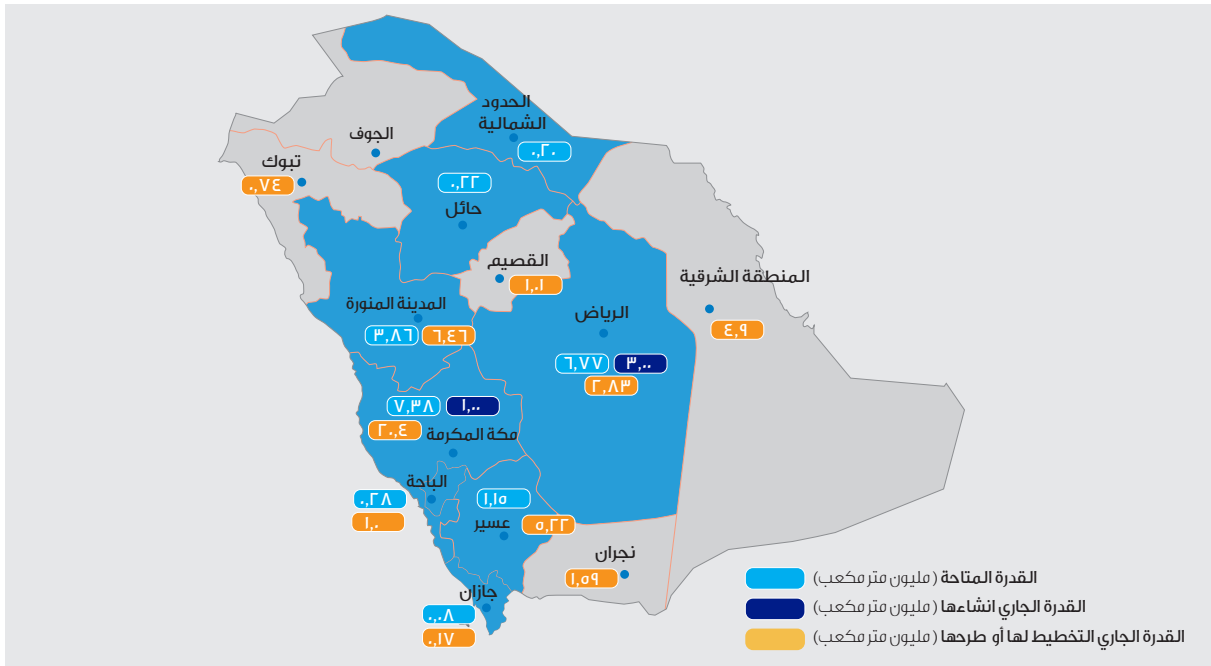 الحدود
الشمالية
٠,٢٠
الجوف
تبوك
٠,٧٤
٠,٢٢
حائل
القصيم
١,٠١
المنطقة الشرقية
٤,٩
المدينة المنورة
٦,٤٦
٣,٨٦
الرياض
٣,٠٠
٦,٧٧
٢,٨٣
١,٠٠
٧,٣٨
٢٠,٤
مكة المكرمة
الباحة
٠,٢٨
١,٠
١,١٥
٥,٢٢
عسير
نجران
١,٥٩
جازان
٠,٠٨
٠,١٧
القدرة المتاحة (مليون متر مكعب)
القدرة الجاري انشاءها (مليون متر مكعب)
القدرة الجاري التخطيط لها أو طرحها (مليون متر مكعب)